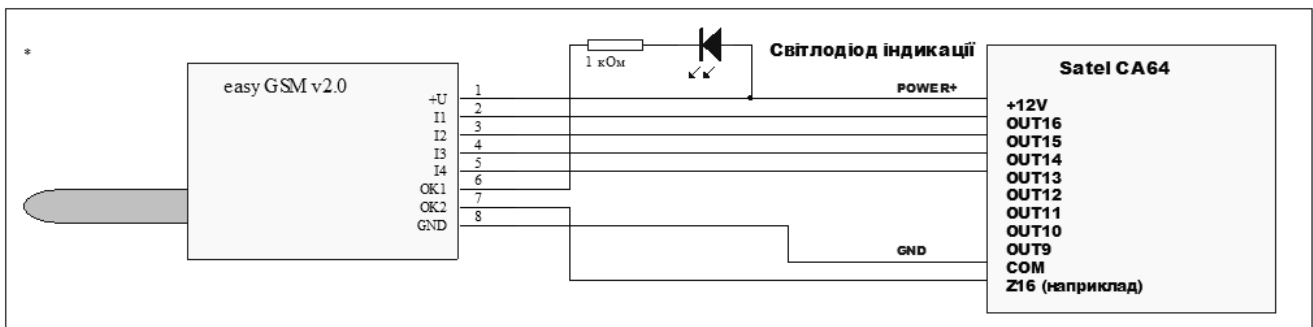 *
1 кОм
Світлодіод індикації
easy GSM v2.0
Satel CA64
+U
1
POWER+
+12V
I1
2
OUT16
I2
3
OUT15
I3
4
OUT14
I4
5
OUT13
OK1
6
OUT12
OK2
7
OUT11
GND
8
OUT10
OUT9
GND
COM
Z16 (наприклад)